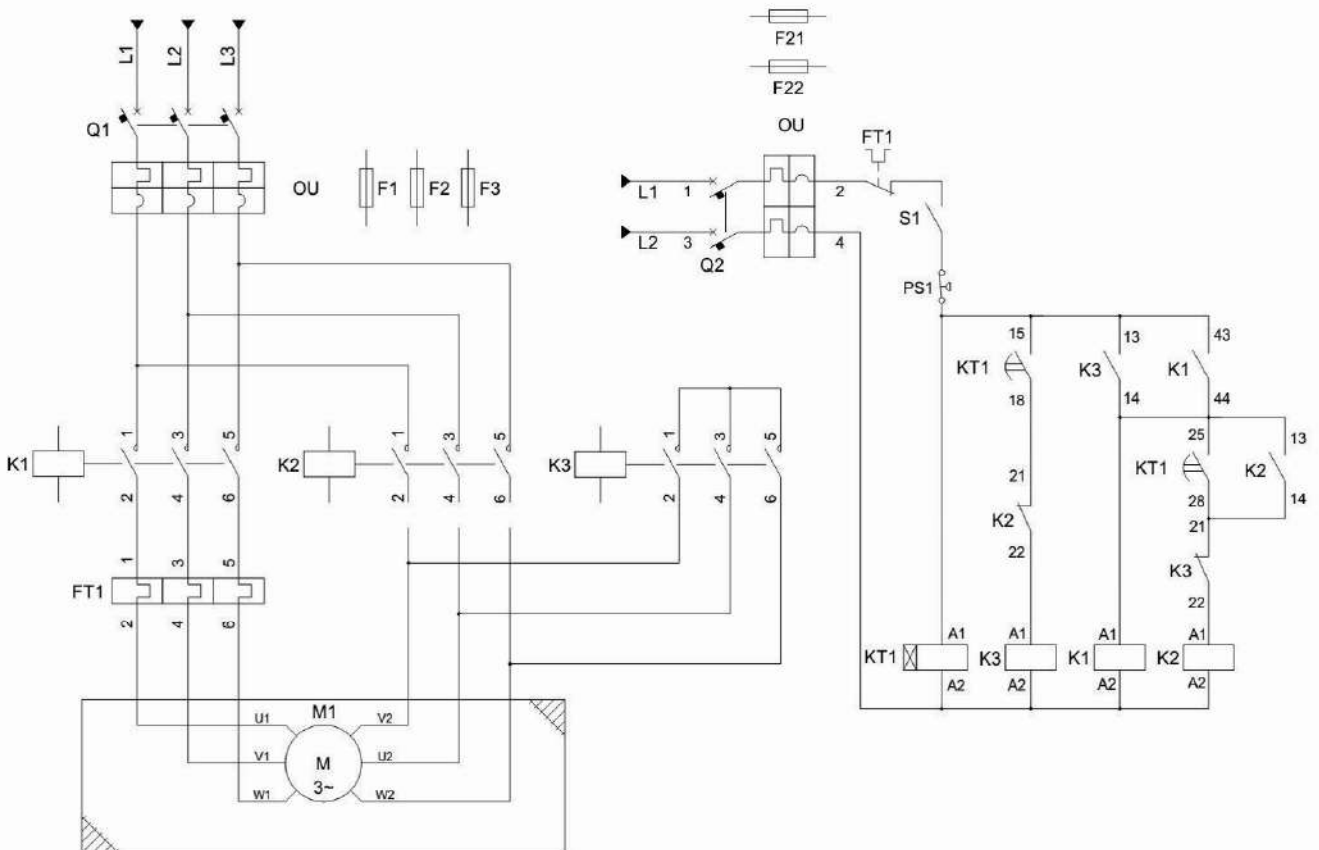 L1 L2 L3
Q1
OU
F1 F2 F3
F21
F22
OU
FT1
L1 1 2
S1
L2 3 4
Q2
PS1
15 13 43
KT1 K3 K1
18 14 44
1 3 5
K1
2 4 6
1 3 5
K2
2 4 6
1 3 5
K3
2 4 6
25 13
KT1 K2
28 14
21
K2
22
21
K3
22
1 3 5
FT1
2 4 6
A1 A1 A1 A1
KT1 K3 K1 K2
A2 A2 A2 A2
M1
U1 V2
V1 M U2
3~
W1 W2